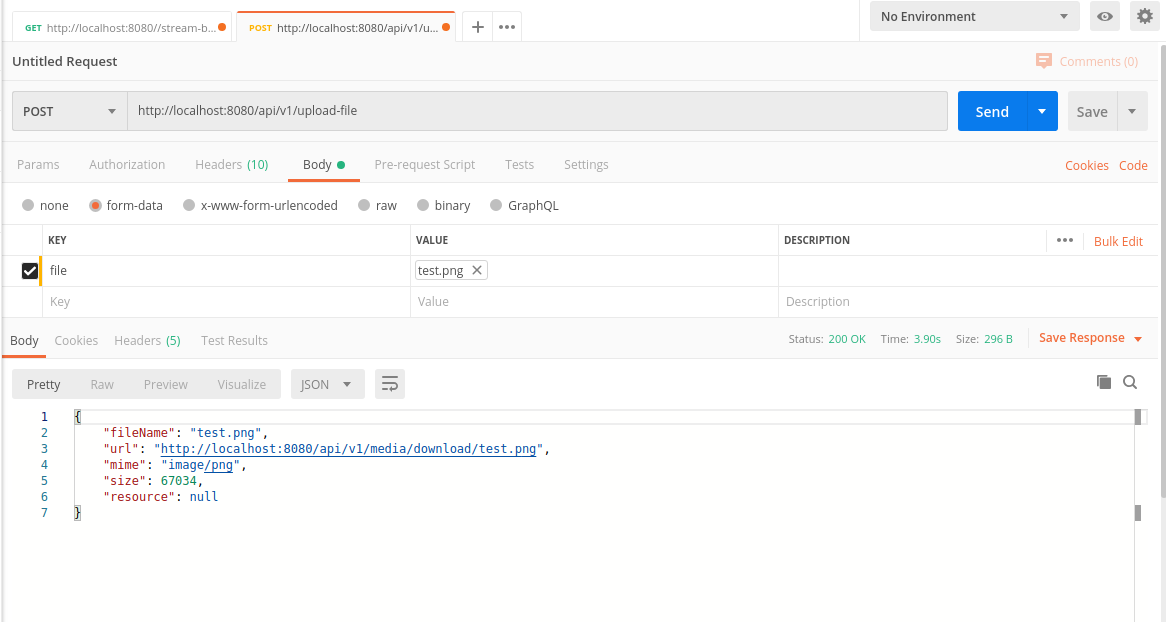 GET http://localhost:8080//stream-b... POST http://localhost:8080/api/v1/u... + ••• No Environment
Untitled Request Comments (0)
POST http://localhost:8080/api/v1/upload-file Send Save
Params Authorization Headers (10) Body Pre-request Script Tests Settings Cookies Code
none form-data x-www-form-urlencoded raw binary GraphQL
KEY VALUE DESCRIPTION ••• Bulk Edit
file test.png ✕
Key Value Description
Body Cookies Headers (5) Test Results Status: 200 OK Time: 3.90s Size: 296 B Save Response
Pretty Raw Preview Visualize JSON
1 {
2 "fileName": "test.png",
3 "url": "http://localhost:8080/api/v1/media/download/test.png",
4 "mime": "image/png",
5 "size": 67034,
6 "resource": null
7 }